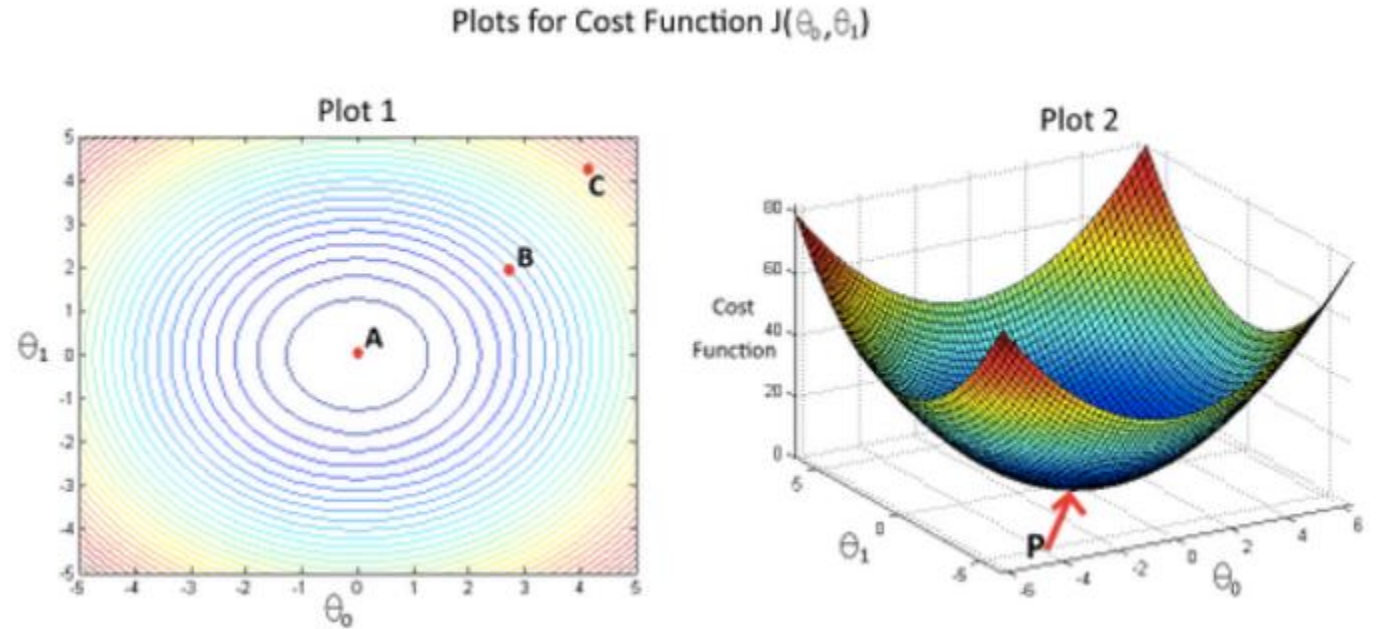 Plots for Cost Function J(θ₀,θ₁)
Plot 1
5
4
3
2
1
0
-1
-2
-3
-4
-5
θ₁
A
B
C
-5 -4 -3 -2 -1 0 1 2 3 4 5
θ₀
Plot 2
80
60
40
20
0
Cost
Function
5
0
-5
θ₁
P
-6 -4 -2 0 2 4 6
θ₀